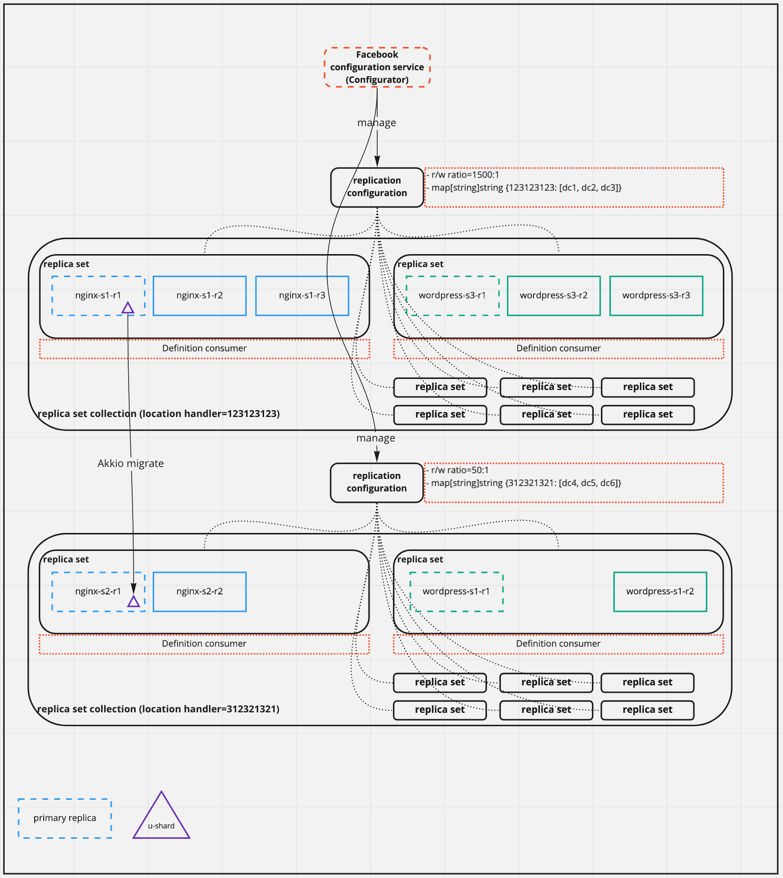 Facebook
configuration service
(Configurator)
manage
replication
configuration
- r/w ratio=1500:1
- map[string]string {123123123: [dc1, dc2, dc3]}
replica set
nginx-s1-r1
nginx-s1-r2
nginx-s1-r3
Definition consumer
replica set
wordpress-s3-r1
wordpress-s3-r2
wordpress-s3-r3
Definition consumer
replica set
replica set
replica set
replica set
replica set
replica set
replica set collection (location handler=123123123)
manage
Akkio migrate
replication
configuration
- r/w ratio=50:1
- map[string]string {312321321: [dc4, dc5, dc6]}
replica set
nginx-s2-r1
nginx-s2-r2
Definition consumer
replica set
wordpress-s1-r1
wordpress-s1-r2
Definition consumer
replica set
replica set
replica set
replica set
replica set
replica set
replica set collection (location handler=312321321)
primary replica
u-shard